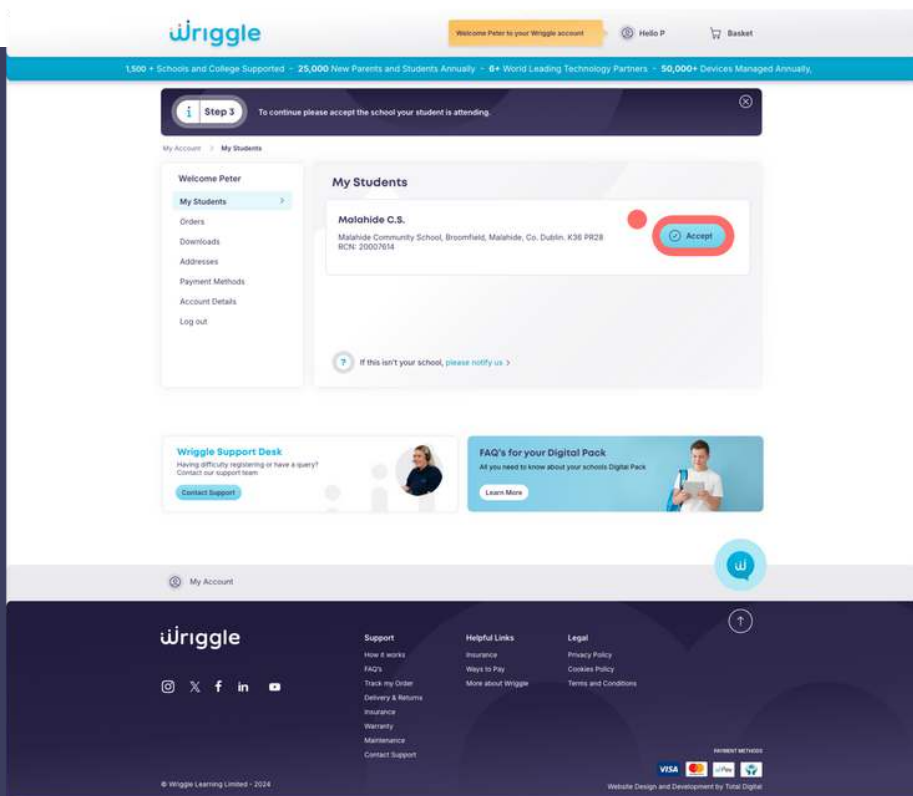 wriggle
Welcome Peter to your Wriggle account
Hello P
Basket
1,500 + Schools and College Supported - 25,000 New Parents and Students Annually - 6+ World Leading Technology Partners - 50,000+ Devices Managed Annually,
i Step 3 To continue please accept the school your student is attending.
My Account > My Students
Welcome Peter
My Students >
Orders
Downloads
Addresses
Payment Methods
Account Details
Log out
My Students
Malahide C.S.
Malahide Community School, Broomfield, Malahide, Co. Dublin. K36 PR28
RCN: 20007614
Accept
? If this isn't your school, please notify us >
Wriggle Support Desk
Having difficulty registering or have a query?
Contact our support team
Contact Support
FAQ's for your Digital Pack
All you need to know about your schools Digital Pack
Learn More
w
My Account
wriggle
Support
How it works
FAQ's
Track my Order
Delivery & Returns
Insurance
Warranty
Maintenance
Contact Support
Helpful Links
Insurance
Ways to Pay
More about Wriggle
Legal
Privacy Policy
Cookies Policy
Terms and Conditions
PAYMENT METHODS
VISA
© Wriggle Learning Limited - 2024
Website Design and Development by Total Digital